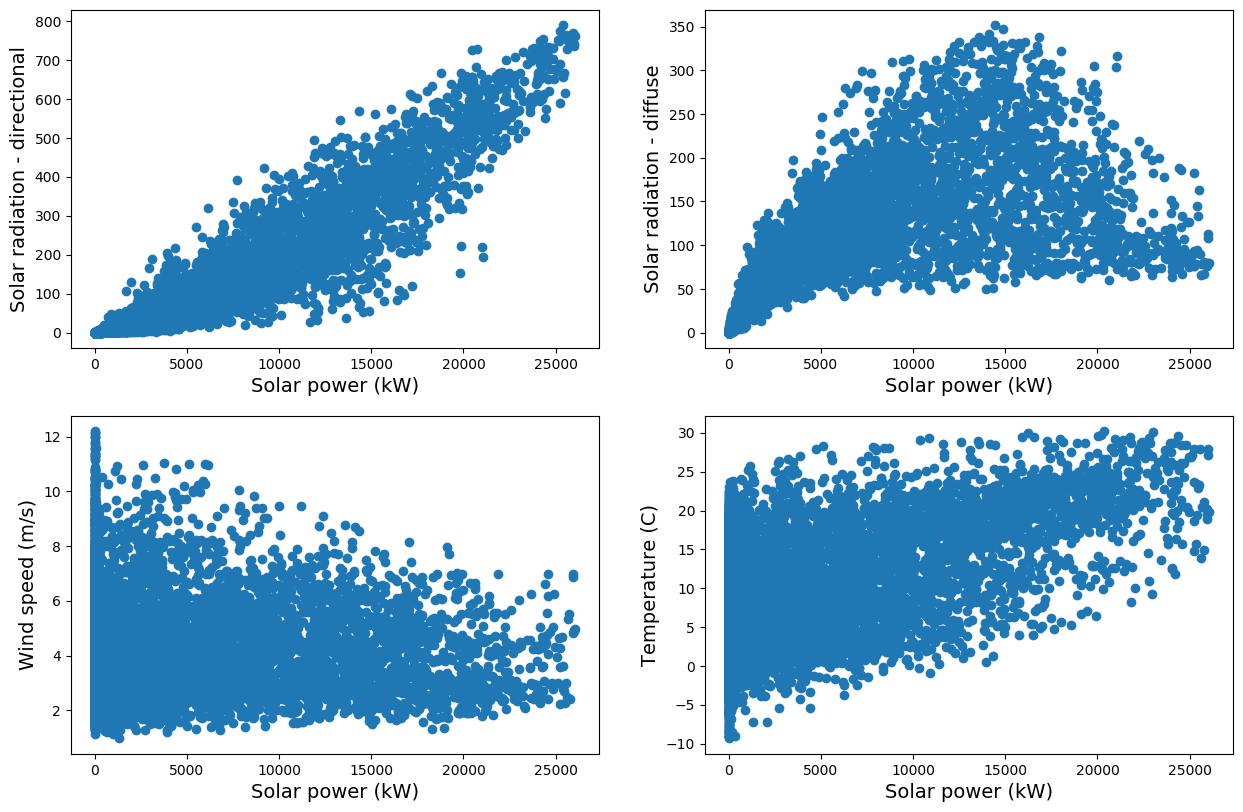 800
700
600
500
400
300
200
100
0
Solar radiation - directional
0 5000 10000 15000 20000 25000
Solar power (kW)
350
300
250
200
150
100
50
0
Solar radiation - diffuse
0 5000 10000 15000 20000 25000
Solar power (kW)
12
10
8
6
4
2
Wind speed (m/s)
0 5000 10000 15000 20000 25000
Solar power (kW)
30
25
20
15
10
5
0
−5
−10
Temperature (C)
0 5000 10000 15000 20000 25000
Solar power (kW)